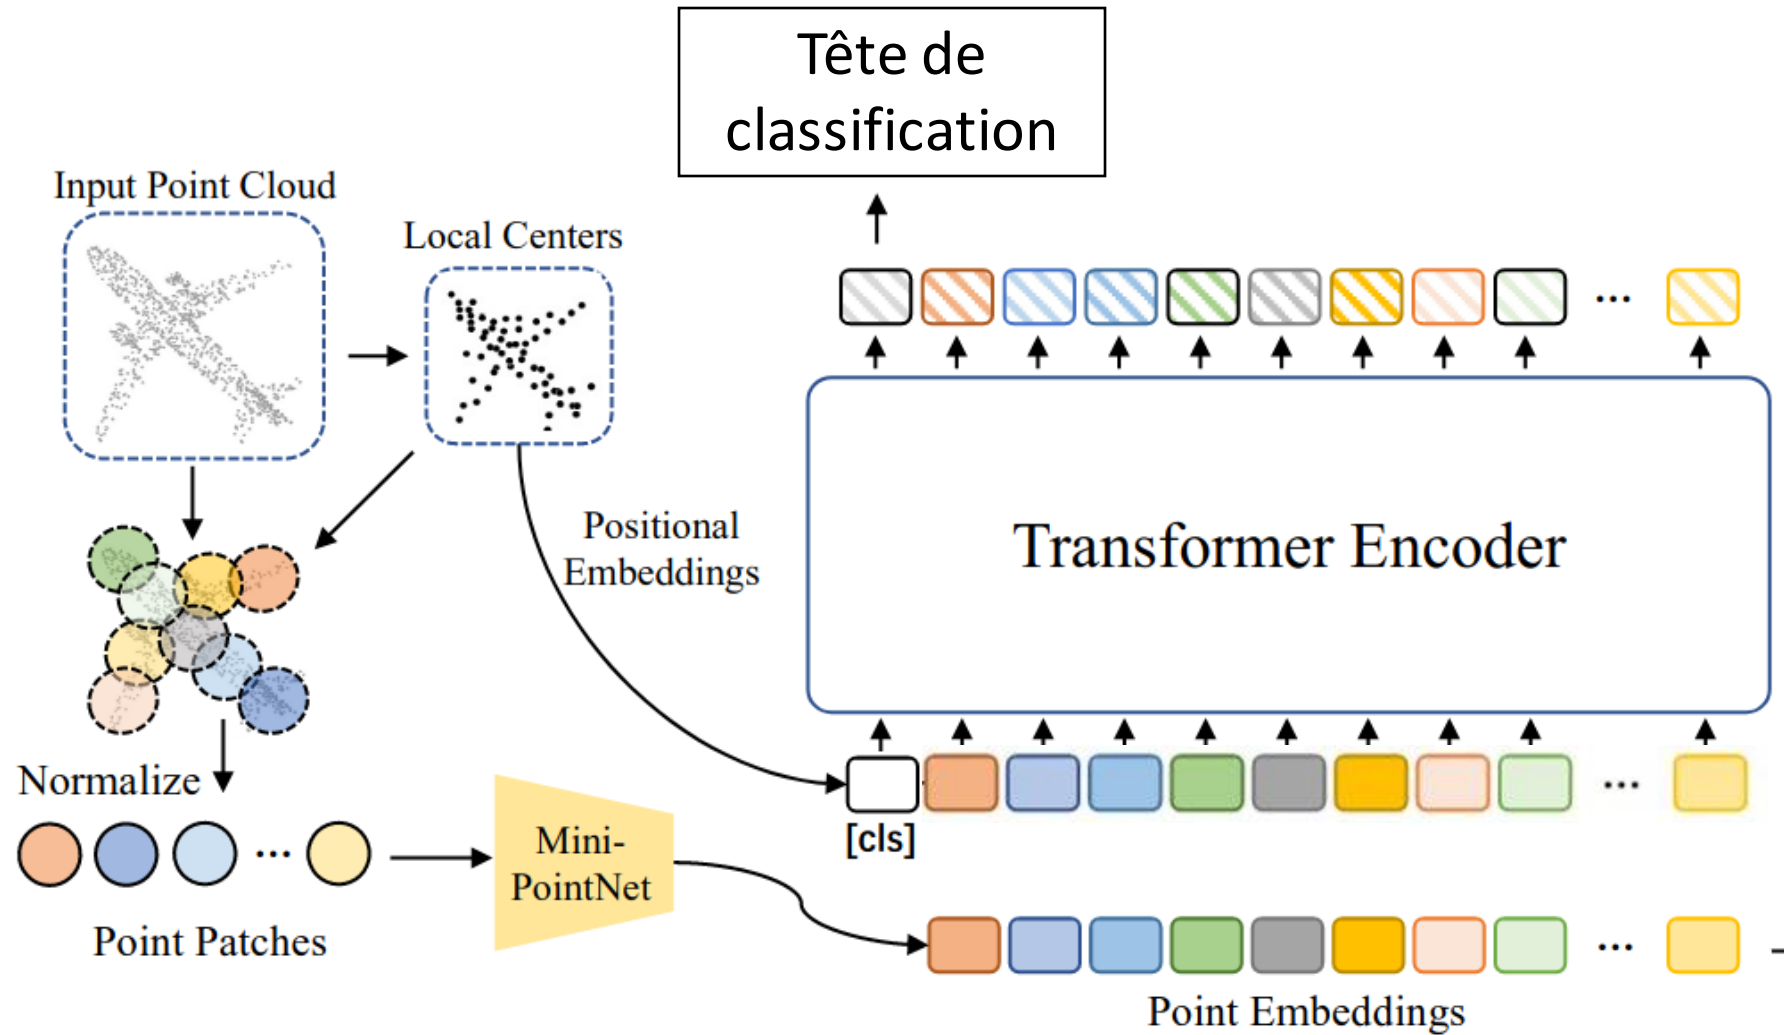 Tête de
classification
Input Point Cloud
Local Centers
Positional
Embeddings
Transformer Encoder
Normalize
[cls]
Mini-
PointNet
Point Patches
Point Embeddings